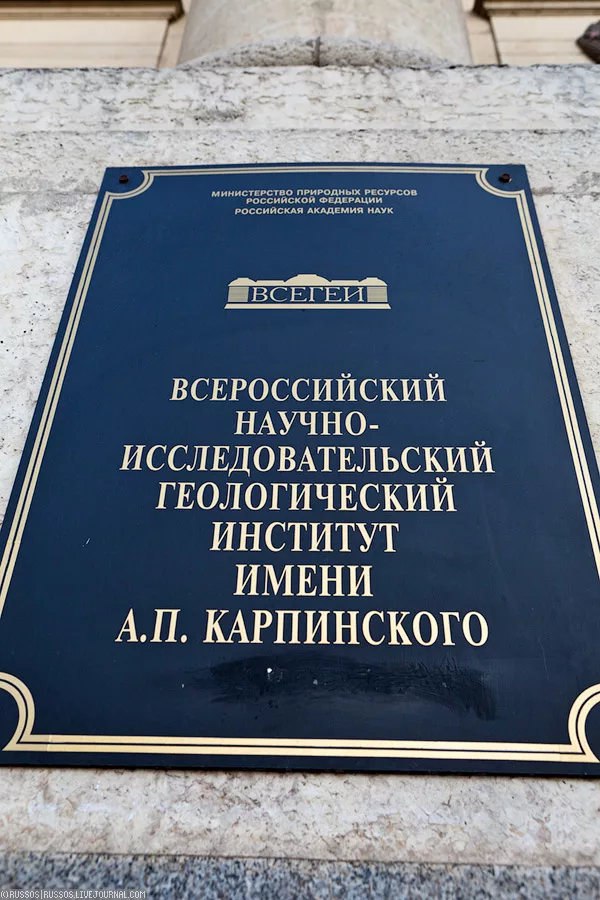 МИНИСТЕРСТВО ПРИРОДНЫХ РЕСУРСОВ
РОССИЙСКОЙ ФЕДЕРАЦИИ
РОССИЙСКАЯ АКАДЕМИЯ НАУК
ВСЕГЕИ
ВСЕРОССИЙСКИЙ
НАУЧНО-
ИССЛЕДОВАТЕЛЬСКИЙ
ГЕОЛОГИЧЕСКИЙ
ИНСТИТУТ
ИМЕНИ
А.П. КАРПИНСКОГО
©RUSSOS|RUSSOS.LIVEJOURNAL.COM